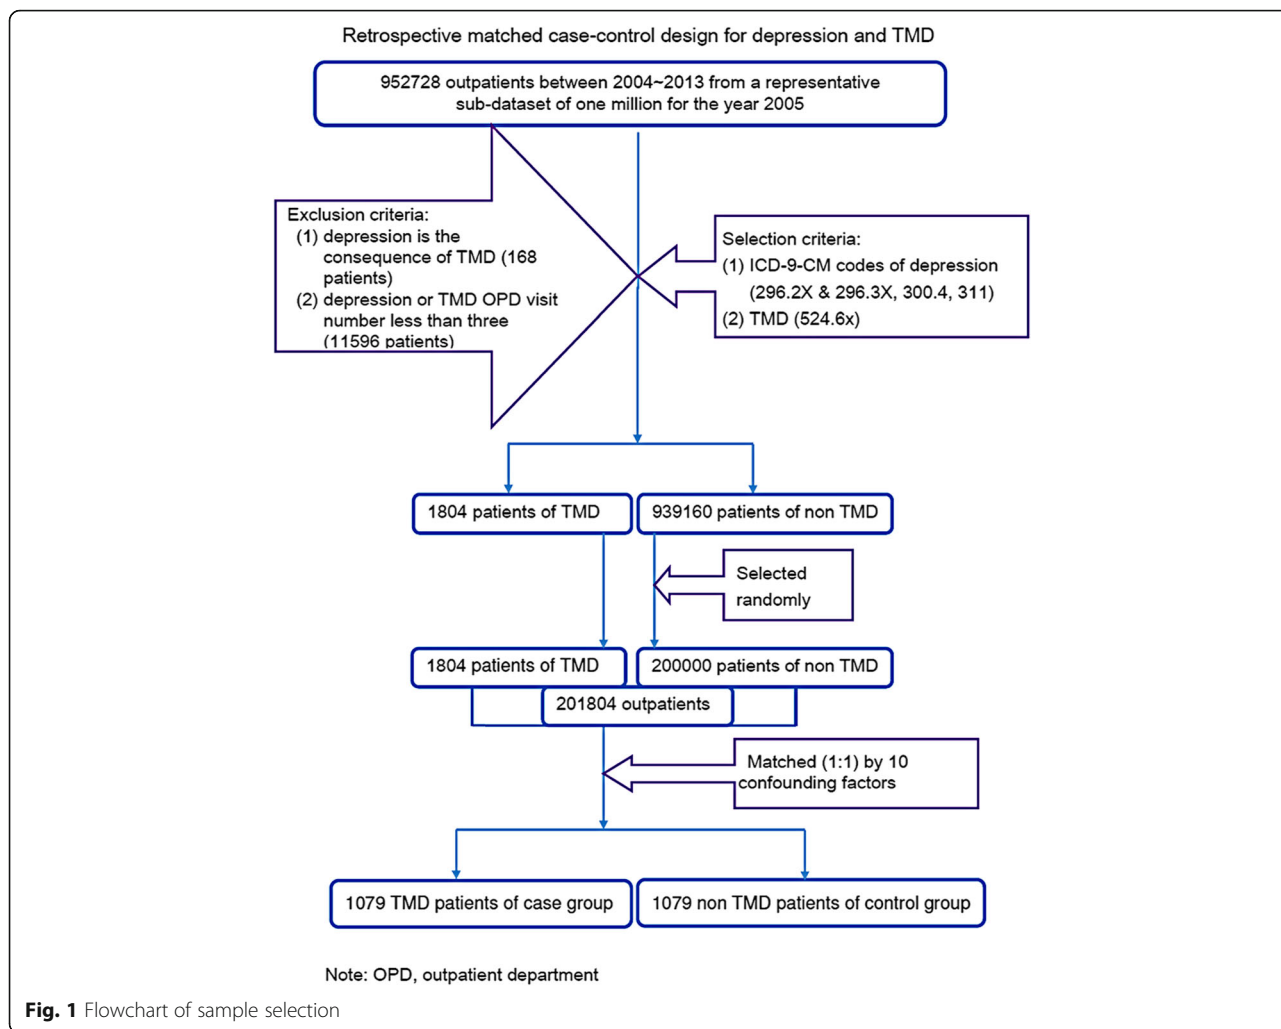 Retrospective matched case-control design for depression and TMD
952728 outpatients between 2004~2013 from a representative
sub-dataset of one million for the year 2005
Exclusion criteria:
(1) depression is the
consequence of TMD (168
patients)
(2) depression or TMD OPD visit
number less than three
(11596 patients)
Selection criteria:
(1) ICD-9-CM codes of depression
(296.2X & 296.3X, 300.4, 311)
(2) TMD (524.6x)
1804 patients of TMD
939160 patients of non TMD
Selected
randomly
1804 patients of TMD
200000 patients of non TMD
201804 outpatients
Matched (1:1) by 10
confounding factors
1079 TMD patients of case group
1079 non TMD patients of control group
Note: OPD, outpatient department
Fig. 1 Flowchart of sample selection